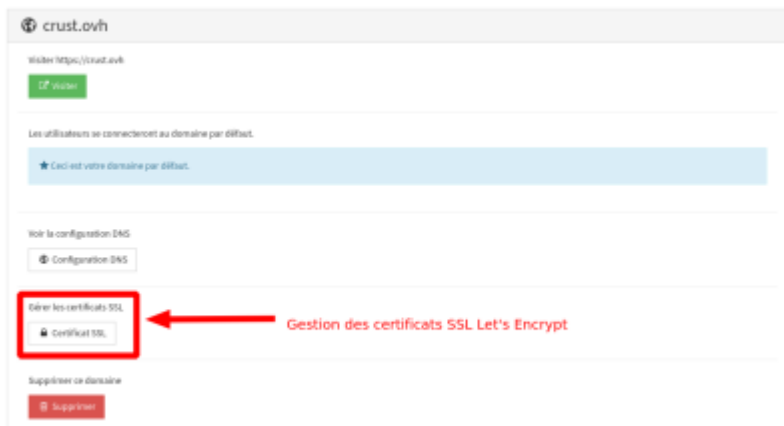 crust.ovh
Visiter https://crust.ovh
Visiter
Les utilisateurs se connecteront au domaine par défaut.
Ceci est votre domaine par défaut.
Voir la configuration DNS
Configuration DNS
Gérer les certificats SSL
Certificat SSL
Gestion des certificats SSL Let's Encrypt
Supprimer ce domaine
Supprimer